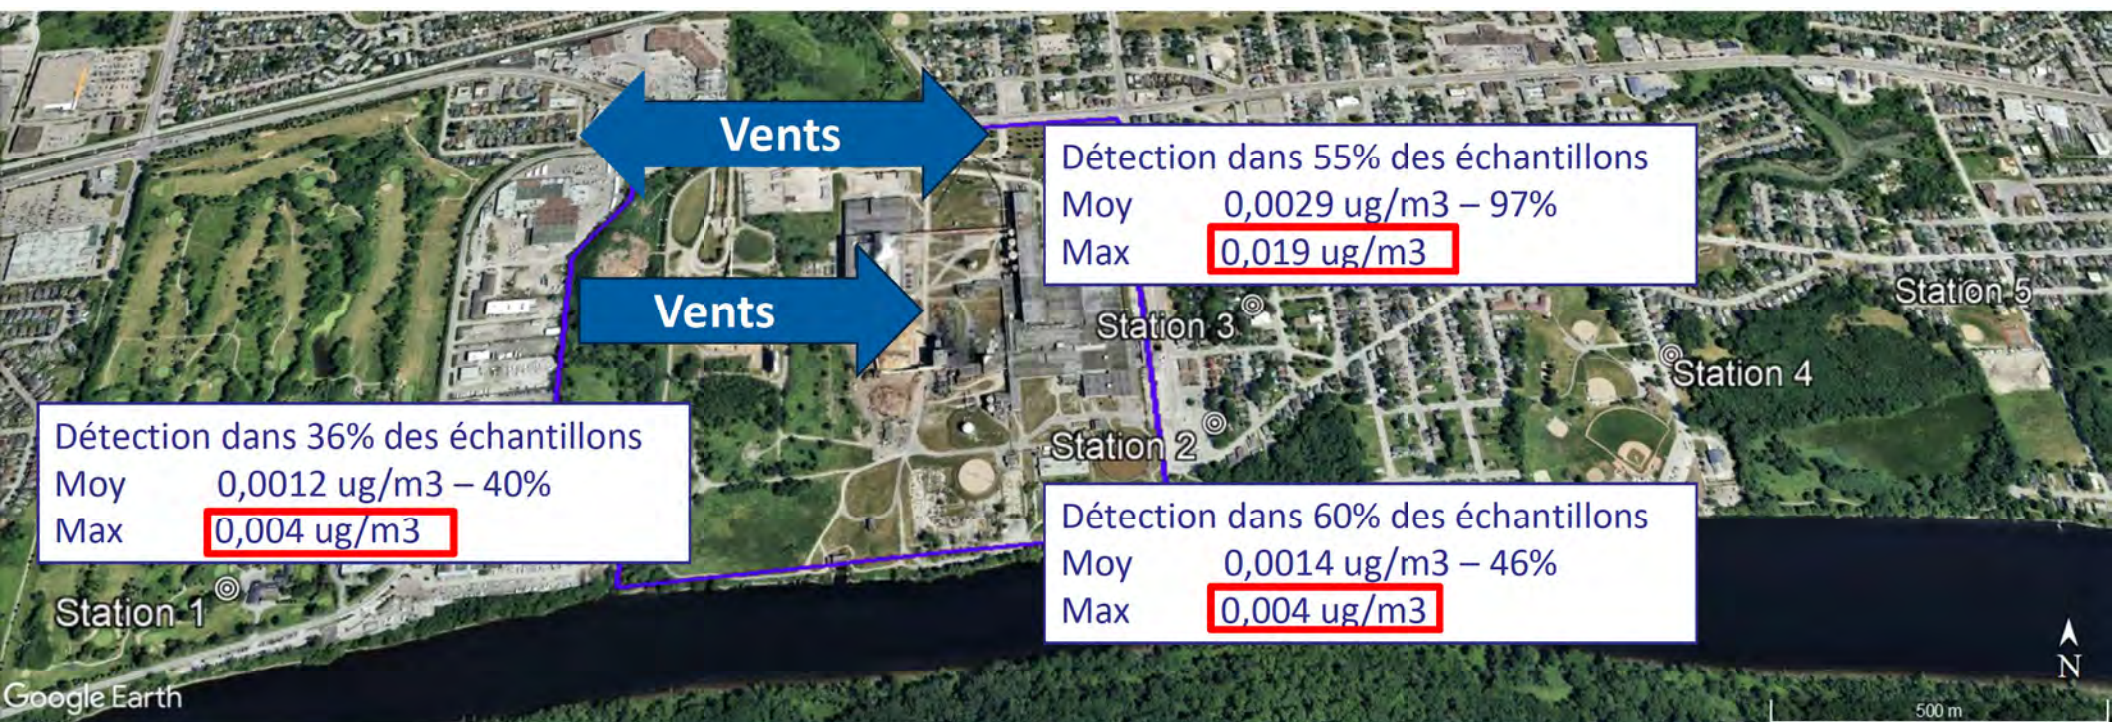 Vents
Détection dans 55% des échantillons
Moy 0,0029 ug/m3 – 97%
Max 0,019 ug/m3
Vents
Station 5
Station 3
Station 4
Détection dans 36% des échantillons
Moy 0,0012 ug/m3 – 40%
Max 0,004 ug/m3
Station 2
Détection dans 60% des échantillons
Moy 0,0014 ug/m3 – 46%
Max 0,004 ug/m3
Station 1
N
Google Earth
500 m